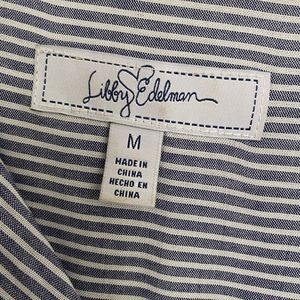 Libby Edelman
M
MADE IN
CHINA
HECHO EN
CHINA